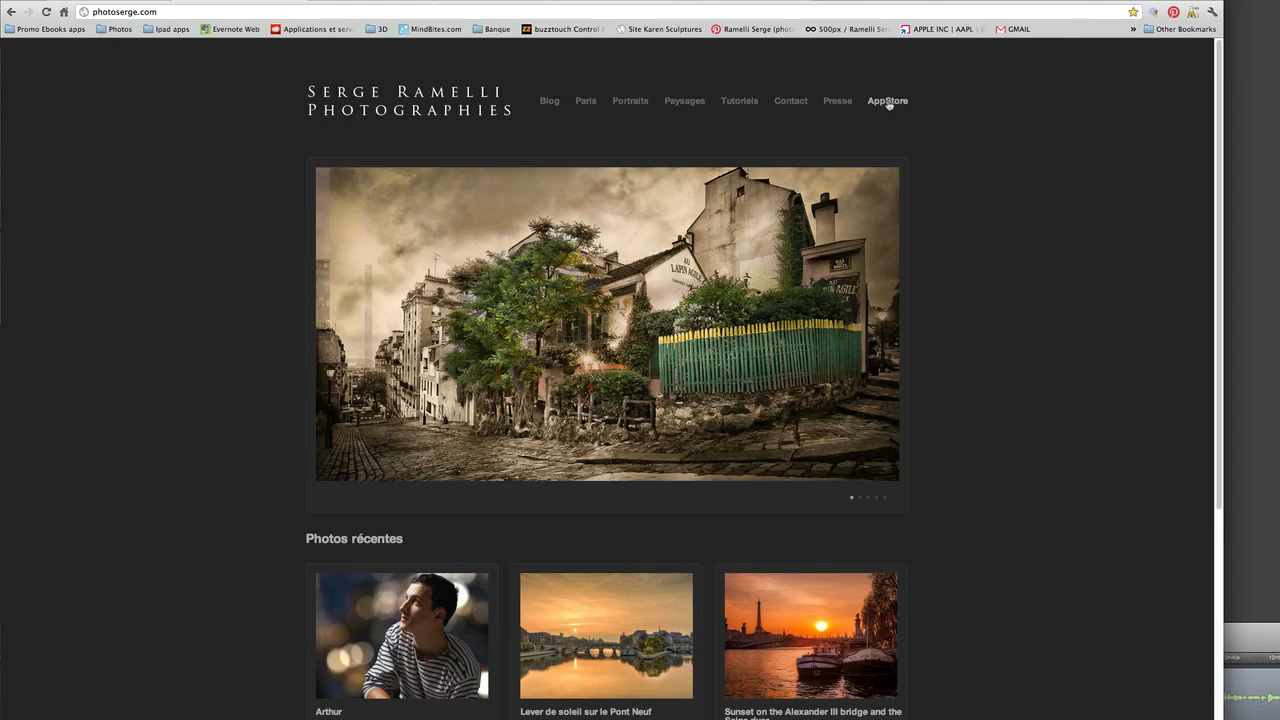 photoserge.com
Promo Ebooks apps Photos Ipad apps Evernote Web Applications et serv 3D MindBites.com Banque buzztouch Control Site Karen Sculptures Ramelli Serge (phot 500px / Ramelli Ser APPLE INC | AAPL | GMAIL » Other Bookmarks
SERGE RAMELLI
PHOTOGRAPHIES
Blog Paris Portraits Paysages Tutoriels Contact Presse AppStore
AU
LAPIN AGILE
Photos récentes
Arthur
Lever de soleil sur le Pont Neuf
Sunset on the Alexander III bridge and the